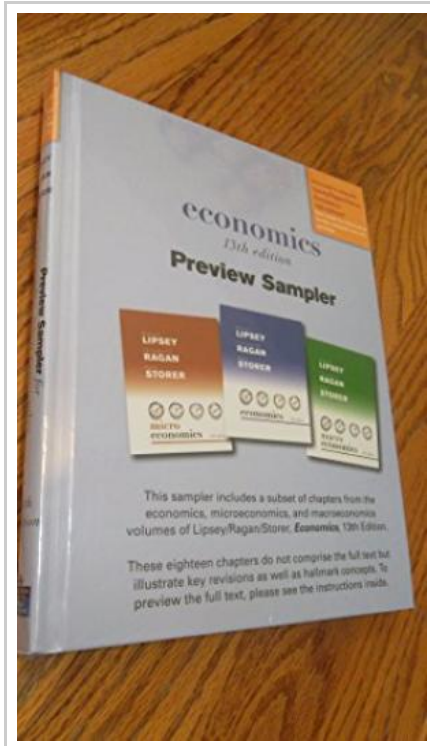 economics
13th edition
Preview Sampler
LIPSEY
RAGAN
STORER
macro
economics
LIPSEY
RAGAN
STORER
economics
LIPSEY
RAGAN
STORER
economics
This sampler includes a subset of chapters from the
economics, microeconomics, and macroeconomics
volumes of Lipsey/Ragan/Storer, Economics, 13th Edition.
These eighteen chapters do not comprise the full text but
illustrate key revisions as well as hallmark concepts. To
preview the full text, please see the instructions inside.
Preview Sampler for